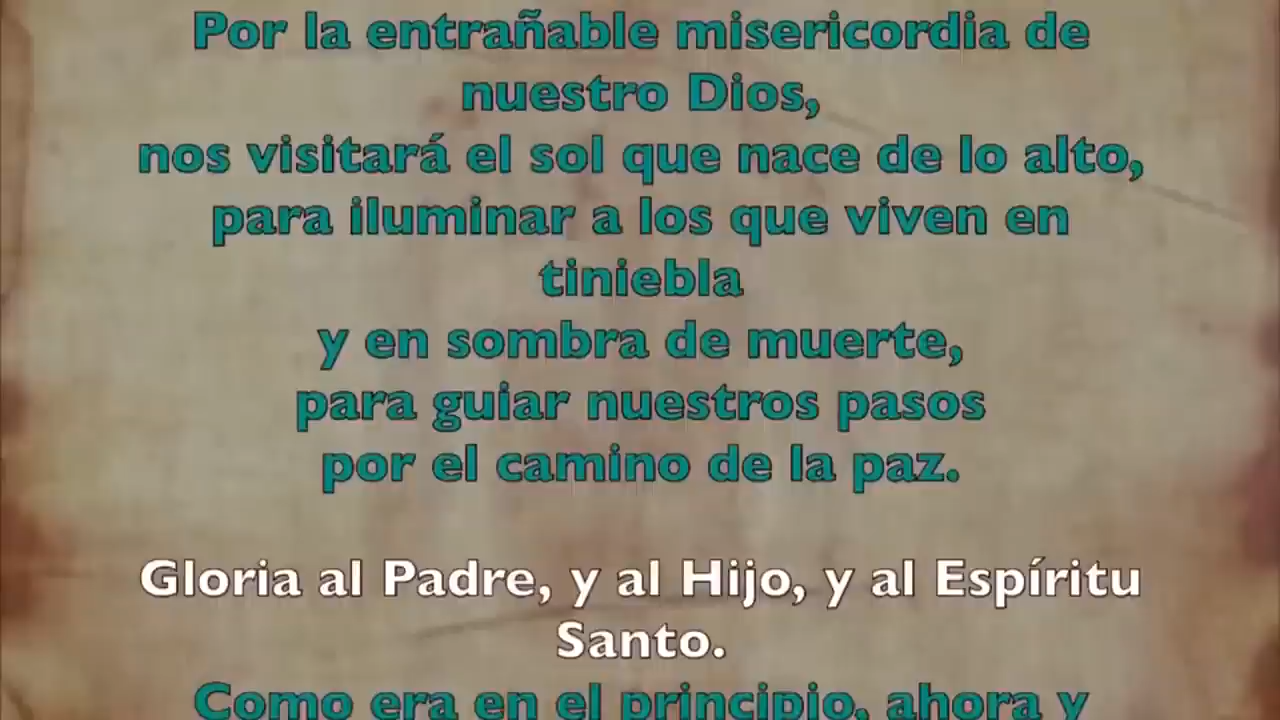 Por la entrañable misericordia de
nuestro Dios,
nos visitará el sol que nace de lo alto,
para iluminar a los que viven en
tiniebla
y en sombra de muerte,
para guiar nuestros pasos
por el camino de la paz.
Gloria al Padre, y al Hijo, y al Espíritu
Santo.
Como era en el principio, ahora y